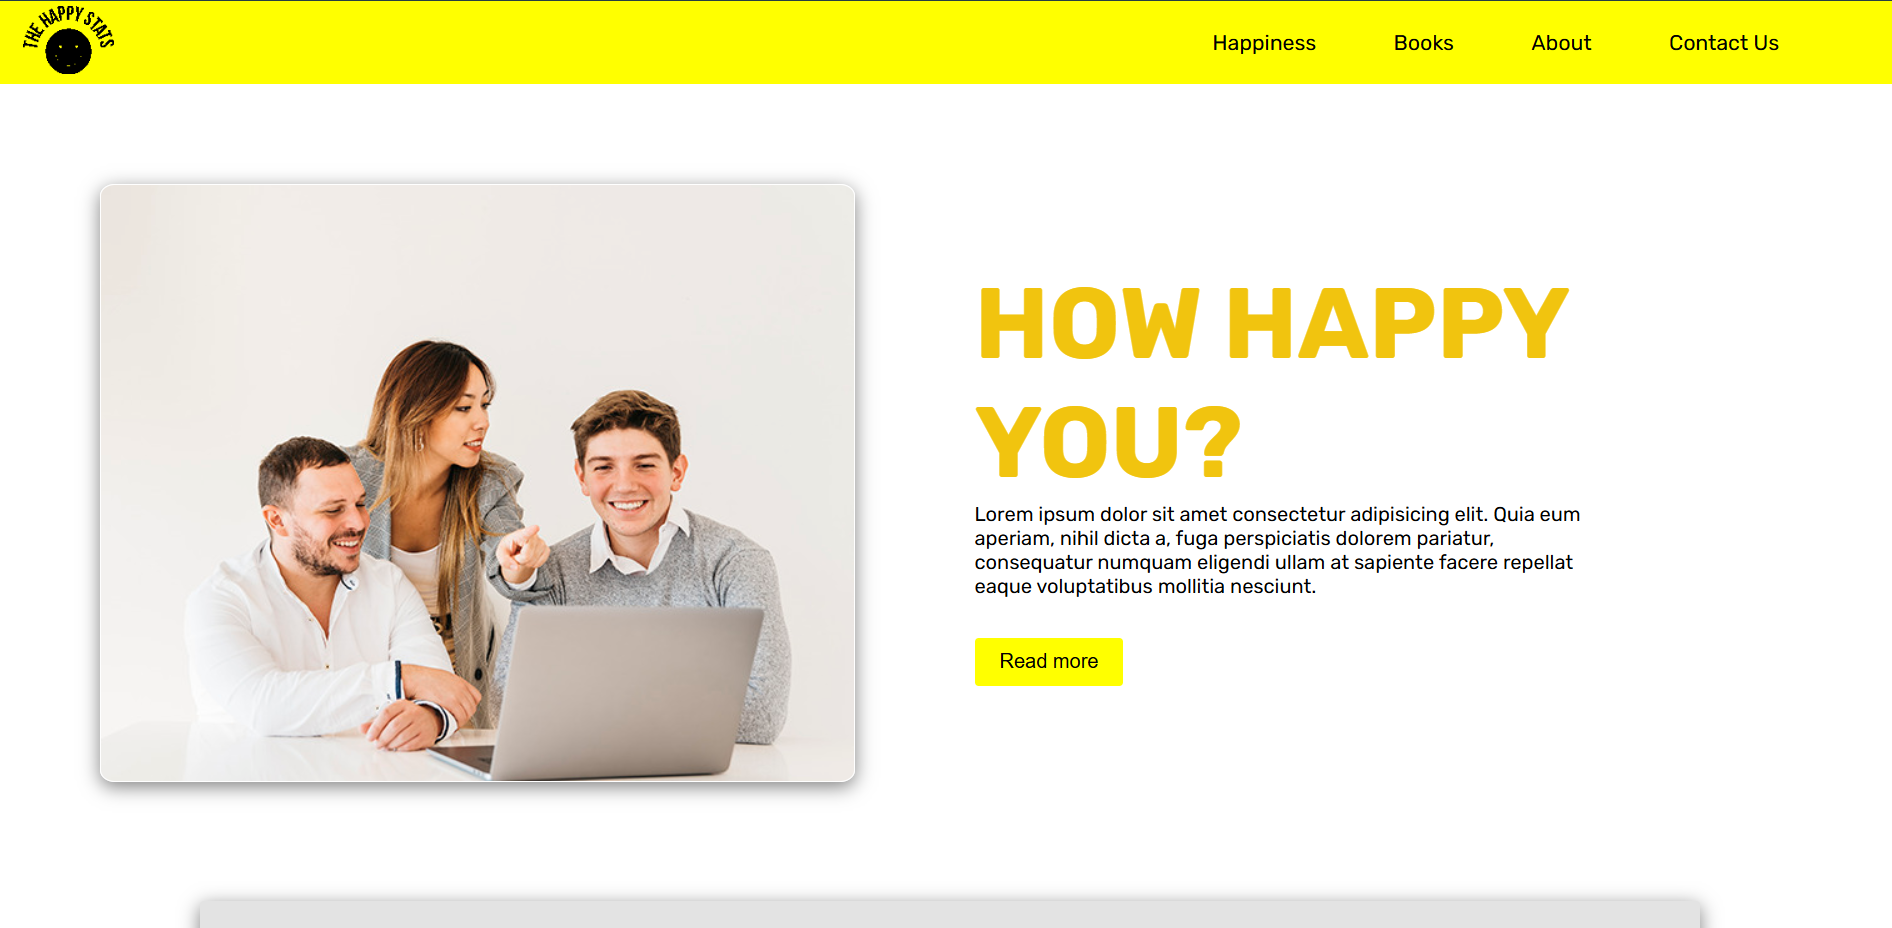 THE HAPPY STATS
Happiness
Books
About
Contact Us
HOW HAPPY
YOU?
Lorem ipsum dolor sit amet consectetur adipisicing elit. Quia eum
aperiam, nihil dicta a, fuga perspiciatis dolorem pariatur,
consequatur numquam eligendi ullam at sapiente facere repellat
eaque voluptatibus mollitia nesciunt.
Read more